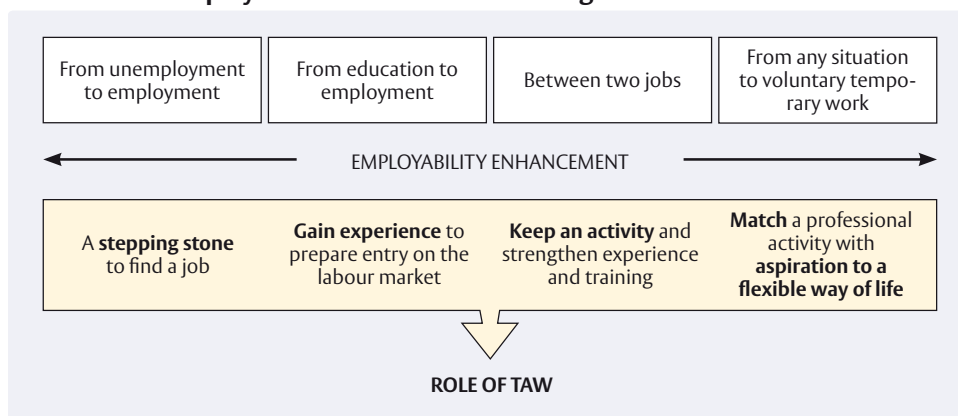 From unemployment
to employment
From education to
employment
Between two jobs
From any situation
to voluntary tempo-
rary work
EMPLOYABILITY ENHANCEMENT
A stepping stone
to find a job
Gain experience to
prepare entry on the
labour market
Keep an activity and
strengthen experience
and training
Match a professional
activity with
aspiration to a
flexible way of life
ROLE OF TAW